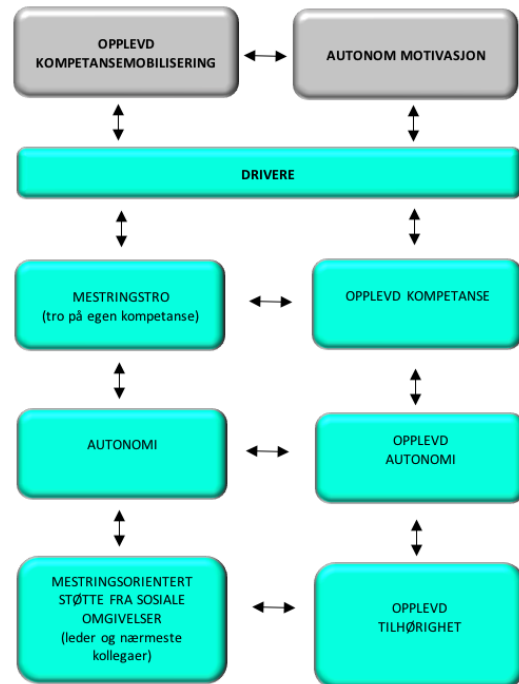 OPPLEVD
KOMPETANSEMOBILISERING
AUTONOM MOTIVASJON
DRIVERE
MESTRINGSTRO
(tro på egen kompetanse)
OPPLEVD KOMPETANSE
AUTONOMI
OPPLEVD
AUTONOMI
MESTRINGSORIENTERT
STØTTE FRA SOSIALE
OMGIVELSER
(leder og nærmeste
kollegaer)
OPPLEVD
TILHØRIGHET